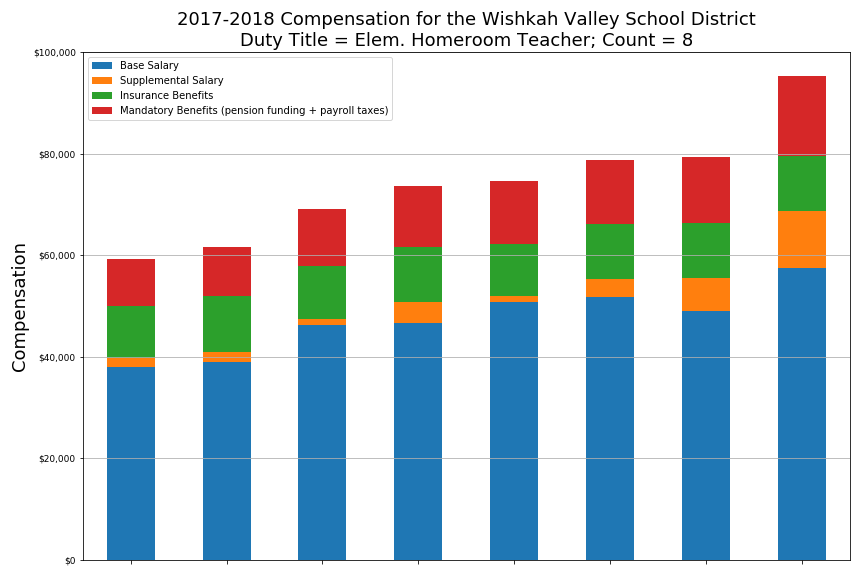 2017-2018 Compensation for the Wishkah Valley School District
Duty Title = Elem. Homeroom Teacher; Count = 8
$100,000
Base Salary
Supplemental Salary
Insurance Benefits
Mandatory Benefits (pension funding + payroll taxes)
$80,000
$60,000
Compensation
$40,000
$20,000
$0